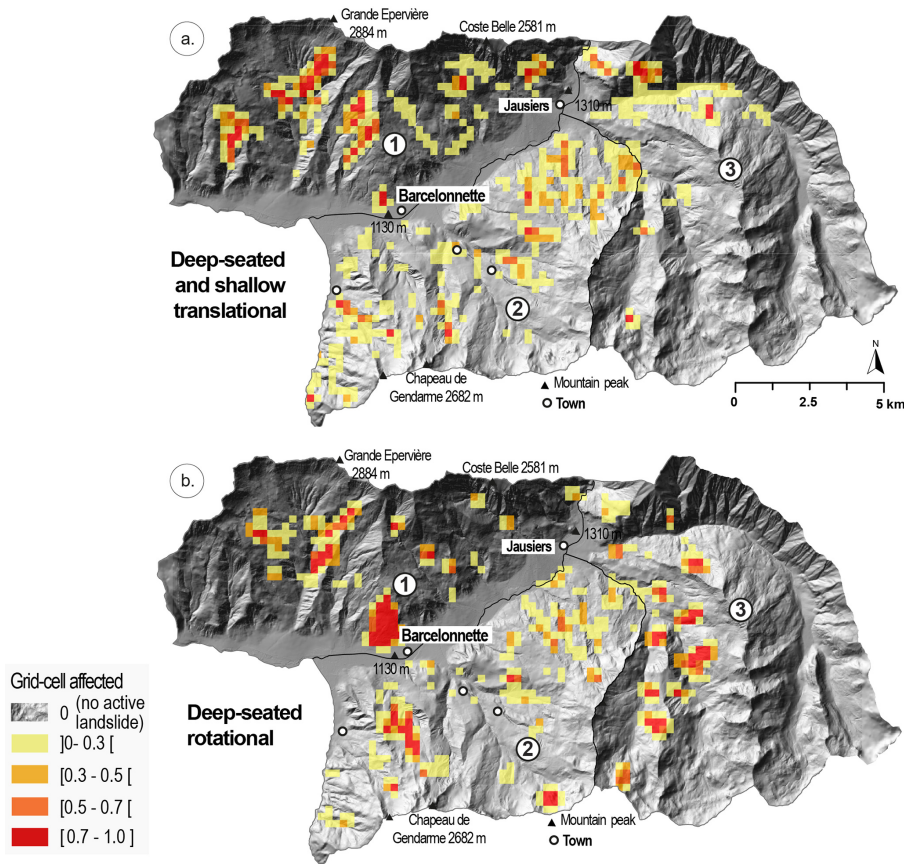 a.
Grande Epervière
2884 m
Coste Belle 2581 m
Jausiers
1310 m
1
3
Barcelonnette
1130 m
Deep-seated
and shallow
translational
2
Chapeau de
Gendarme 2682 m
Mountain peak
Town
N
0 2.5 5 km
b.
Grande Epervière
2884 m
Coste Belle 2581 m
1310 m
Jausiers
1
3
Barcelonnette
1130 m
Deep-seated
rotational
2
Chapeau de
Gendarme 2682 m
Mountain peak
Town
Grid-cell affected
0 (no active
landslide)
]0- 0.3 [
[0.3 - 0.5 [
[0.5 - 0.7 [
[ 0.7 - 1.0 ]